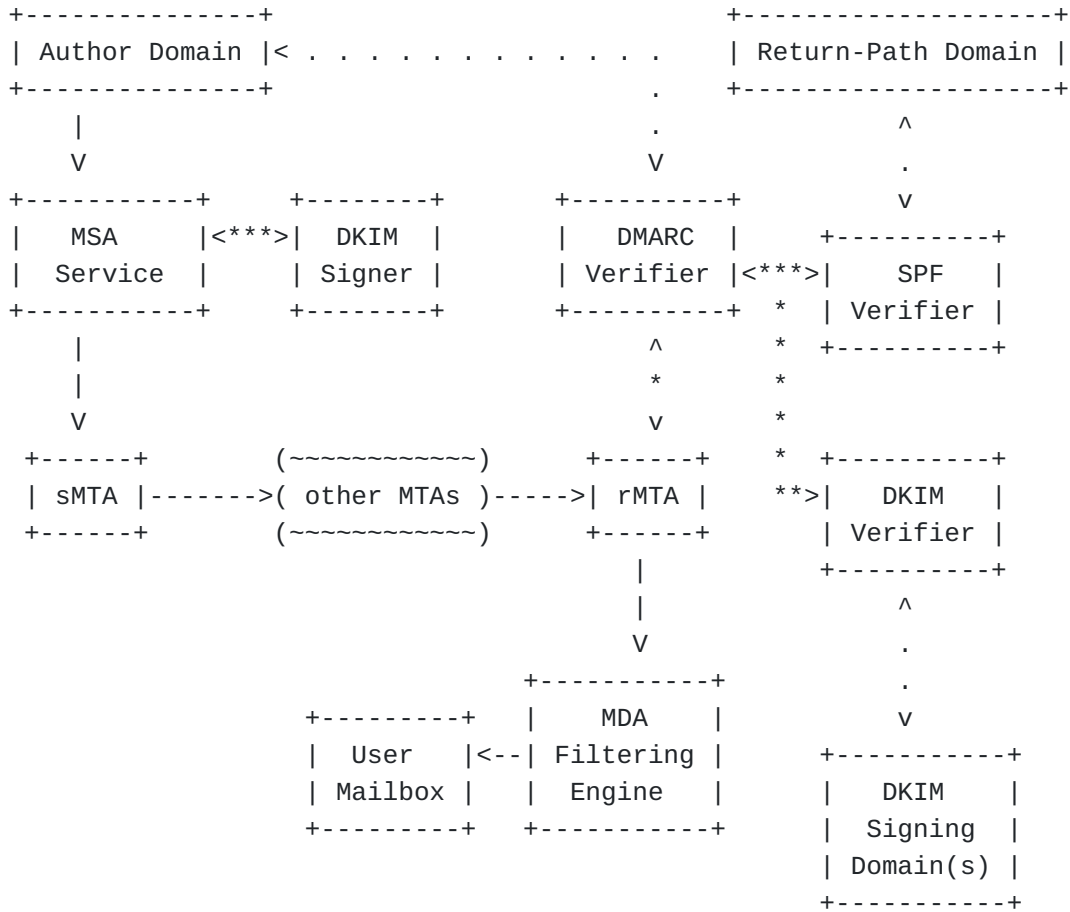 +---------------+                             +--------------------+
| Author Domain |< . . . . . . . . . . . .    | Return-Path Domain |
+---------------+                        .    +--------------------+
    |                                    .               ^
    V                                    V               .
+-----------+     +--------+       +----------+          v
|   MSA     |<***>|  DKIM  |       |   DMARC  |     +----------+
|  Service  |     | Signer |       | Verifier |<***>|    SPF   |
+-----------+     +--------+       +----------+  *  | Verifier |
    |                                    ^       *  +----------+
    |                                    *       *
    V                                    v       *
 +------+        (~~~~~~~~~~~~)      +------+    *  +----------+
 | sMTA |------->( other MTAs )----->| rMTA |    **>|   DKIM   |
 +------+        (~~~~~~~~~~~~)      +------+       | Verifier |
                                        |           +----------+
                                        |                ^
                                        V                .
                                 +-----------+           .
                   +---------+   |    MDA    |           v
                   |  User   |<--| Filtering |      +-----------+
                   | Mailbox |   |  Engine   |      |   DKIM    |
                   +---------+   +-----------+      |  Signing  |
                                                    | Domain(s) |
                                                    +-----------+